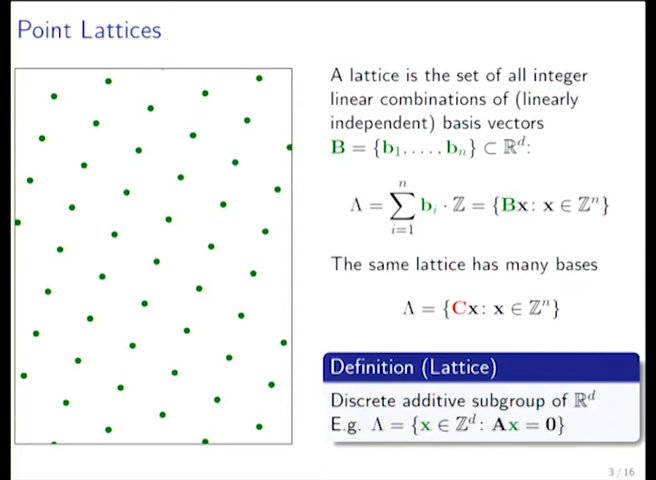 Point Lattices
A lattice is the set of all integer
linear combinations of (linearly
independent) basis vectors
B = {b₁, . . . , bₙ} ⊂ ℝᵈ:
Λ = ∑ⁿᵢ₌₁ bᵢ · ℤ = {Bx : x ∈ ℤⁿ}
The same lattice has many bases
Λ = {Cx : x ∈ ℤⁿ}
Definition (Lattice)
Discrete additive subgroup of ℝᵈ
E.g. Λ = {x ∈ ℤᵈ : Ax = 0}
3 / 16